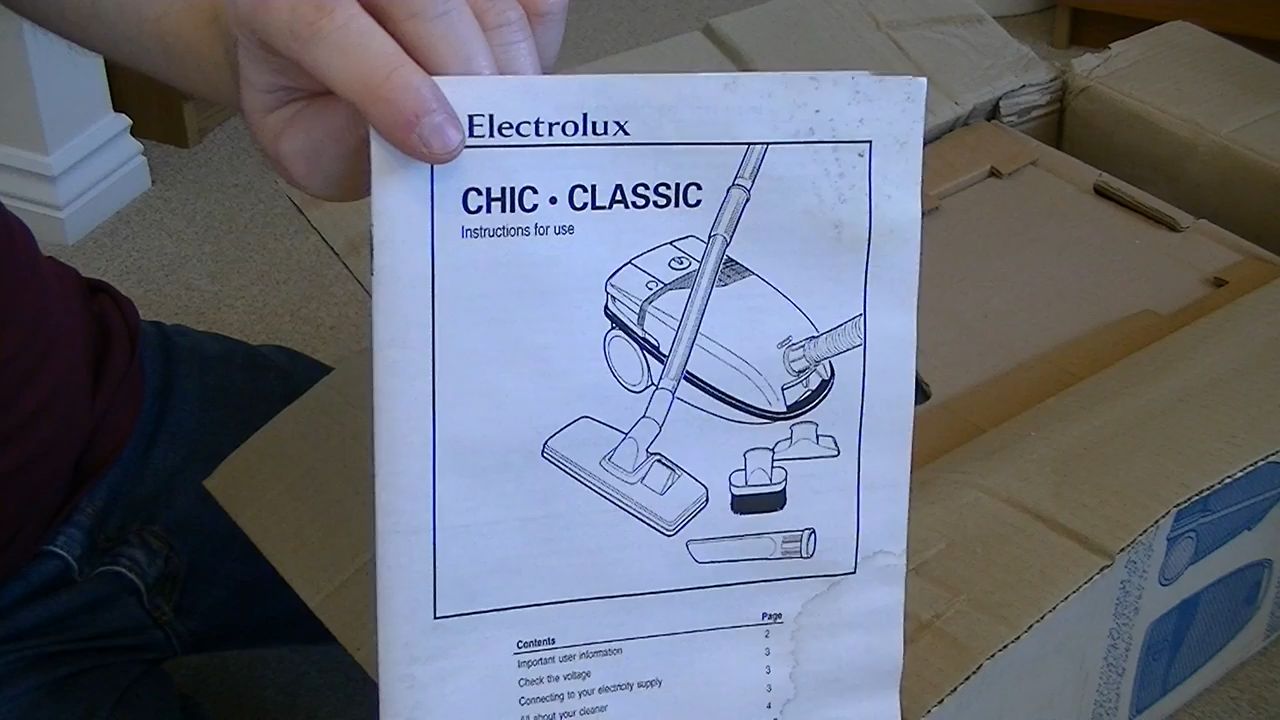 Electrolux
CHIC • CLASSIC
Instructions for use
Contents Page
Important user information 2
Check the voltage 3
Connecting to your electricity supply 3
All about your cleaner 3
4